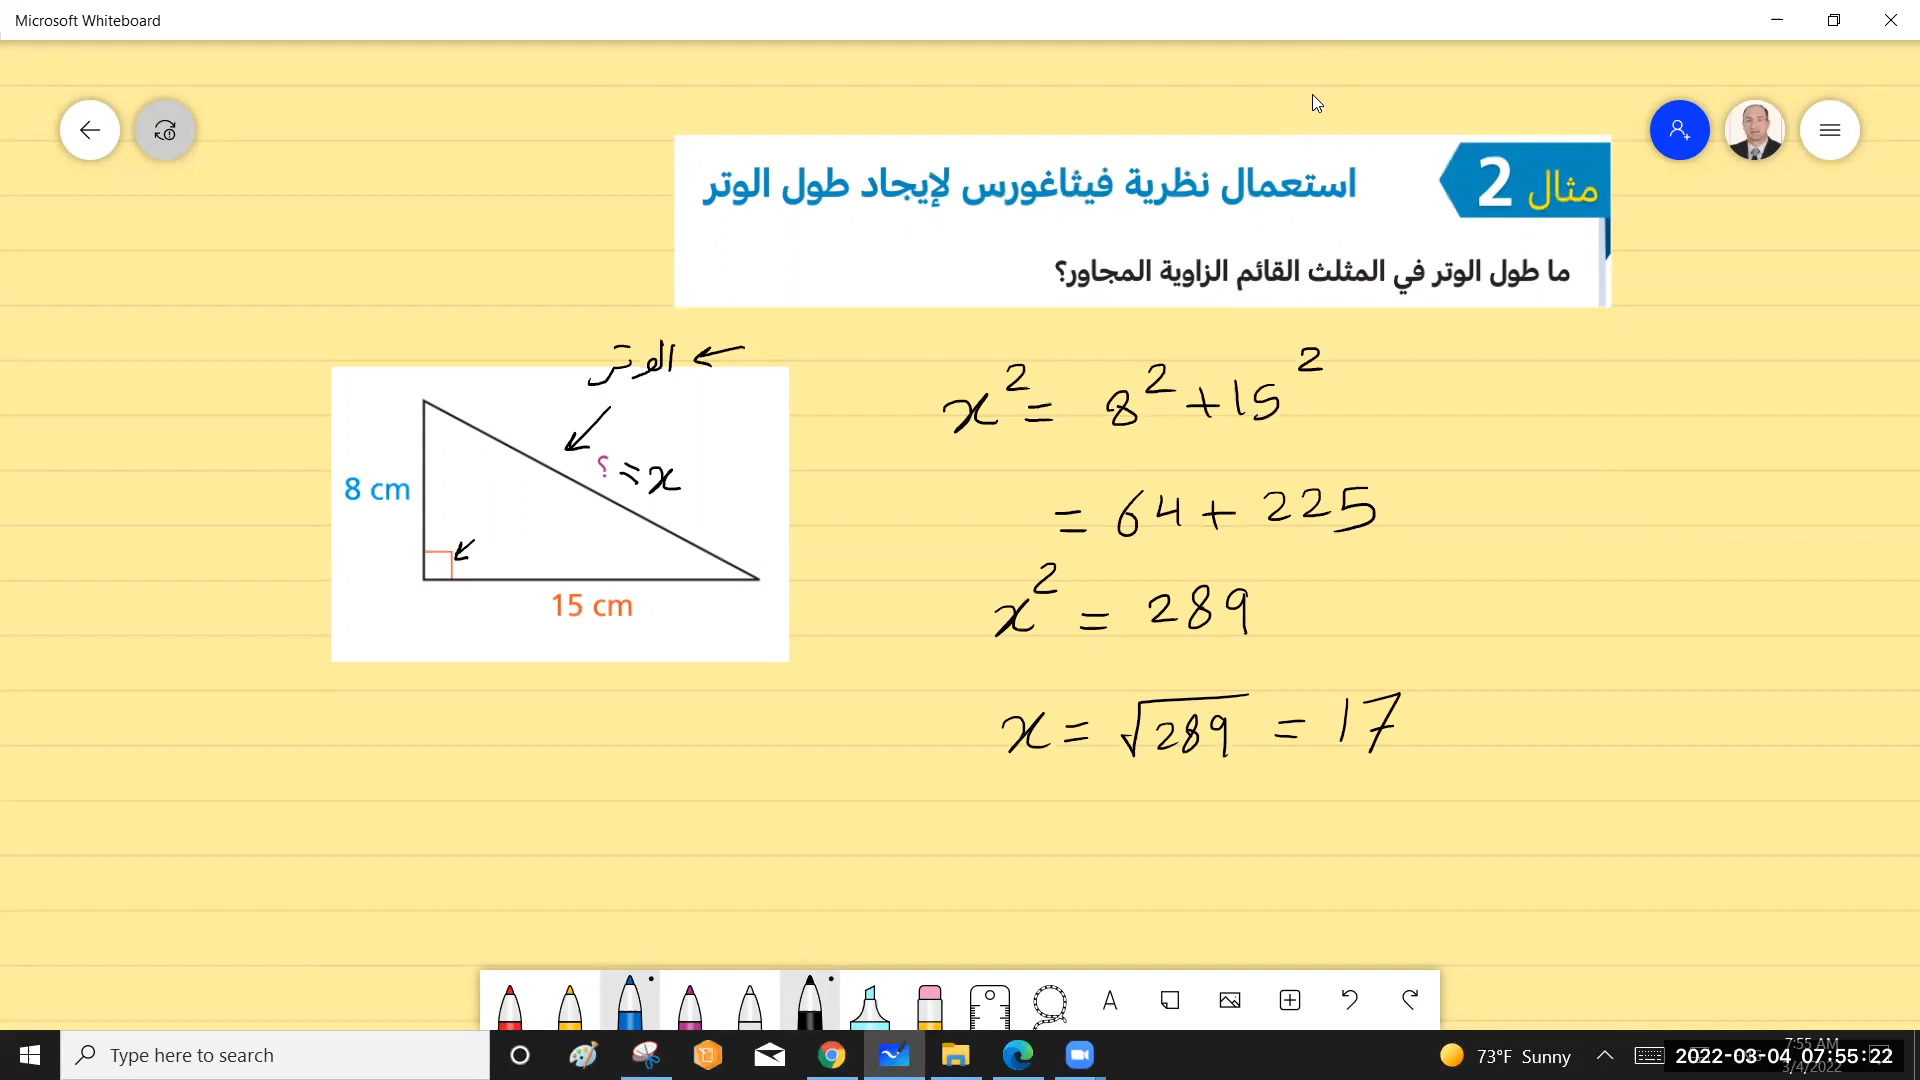 Microsoft Whiteboard
مثال 2
استعمال نظرية فيثاغورس لإيجاد طول الوتر
ما طول الوتر في المثلث القائم الزاوية المجاور؟
الوتر ←
؟ = x
8 cm
15 cm
x² = 8² + 15²
= 64 + 225
x² = 289
x = √289 = 17
A
Type here to search
73°F Sunny
7:55 AM
2022-03-04 07:55:22
3/4/2022